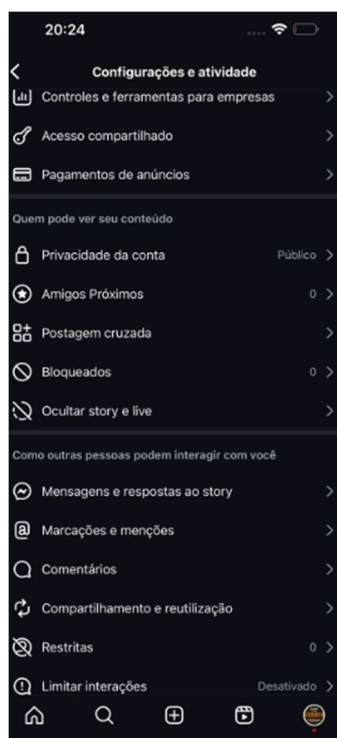 20:24
Configurações e atividade
Controles e ferramentas para empresas
Acesso compartilhado
Pagamentos de anúncios
Quem pode ver seu conteúdo
Privacidade da conta Público
Amigos Próximos 0
Postagem cruzada
Bloqueados 0
Ocultar story e live
Como outras pessoas podem interagir com você
Mensagens e respostas ao story
Marcações e menções
Comentários
Compartilhamento e reutilização
Restritas 0
Limitar interações Desativado